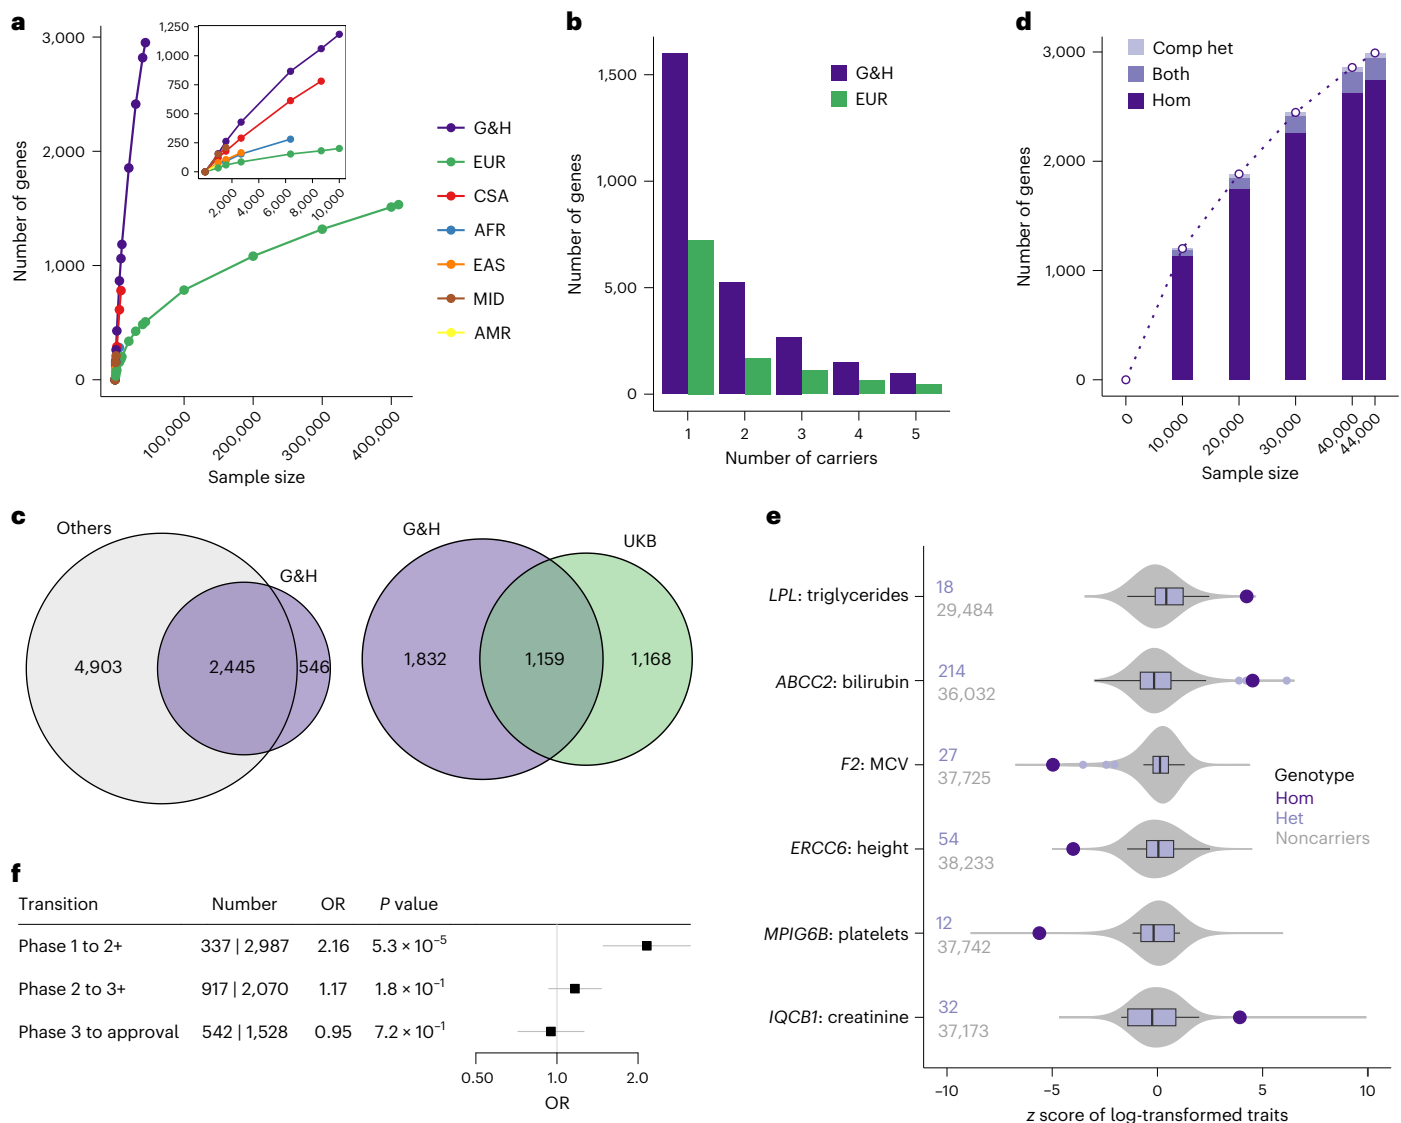 a
3,000
2,000
1,000
0
Number of genes
100,000
200,000
300,000
400,000
Sample size
1,250
1,000
750
500
250
0
2,000
4,000
6,000
8,000
10,000
G&H
EUR
CSA
AFR
EAS
MID
AMR
b
1,500
1,000
5,00
0
Number of genes
G&H
EUR
1
2
3
4
5
Number of carriers
d
3,000
2,000
1,000
0
Number of genes
Comp het
Both
Hom
0
10,000
20,000
30,000
40,000
44,000
Sample size
c
Others
G&H
4,903
2,445
546
G&H
UKB
1,832
1,159
1,168
e
LPL: triglycerides
18
29,484
ABCC2: bilirubin
214
36,032
F2: MCV
27
37,725
ERCC6: height
54
38,233
MPIG6B: platelets
12
37,742
IQCB1: creatinine
32
37,173
Genotype
Hom
Het
Noncarriers
−10
−5
0
5
10
z score of log-transformed traits
f
Transition Number OR P value
Phase 1 to 2+ 337 | 2,987 2.16 5.3 × 10⁻⁵
Phase 2 to 3+ 917 | 2,070 1.17 1.8 × 10⁻¹
Phase 3 to approval 542 | 1,528 0.95 7.2 × 10⁻¹
0.50
1.0
2.0
OR